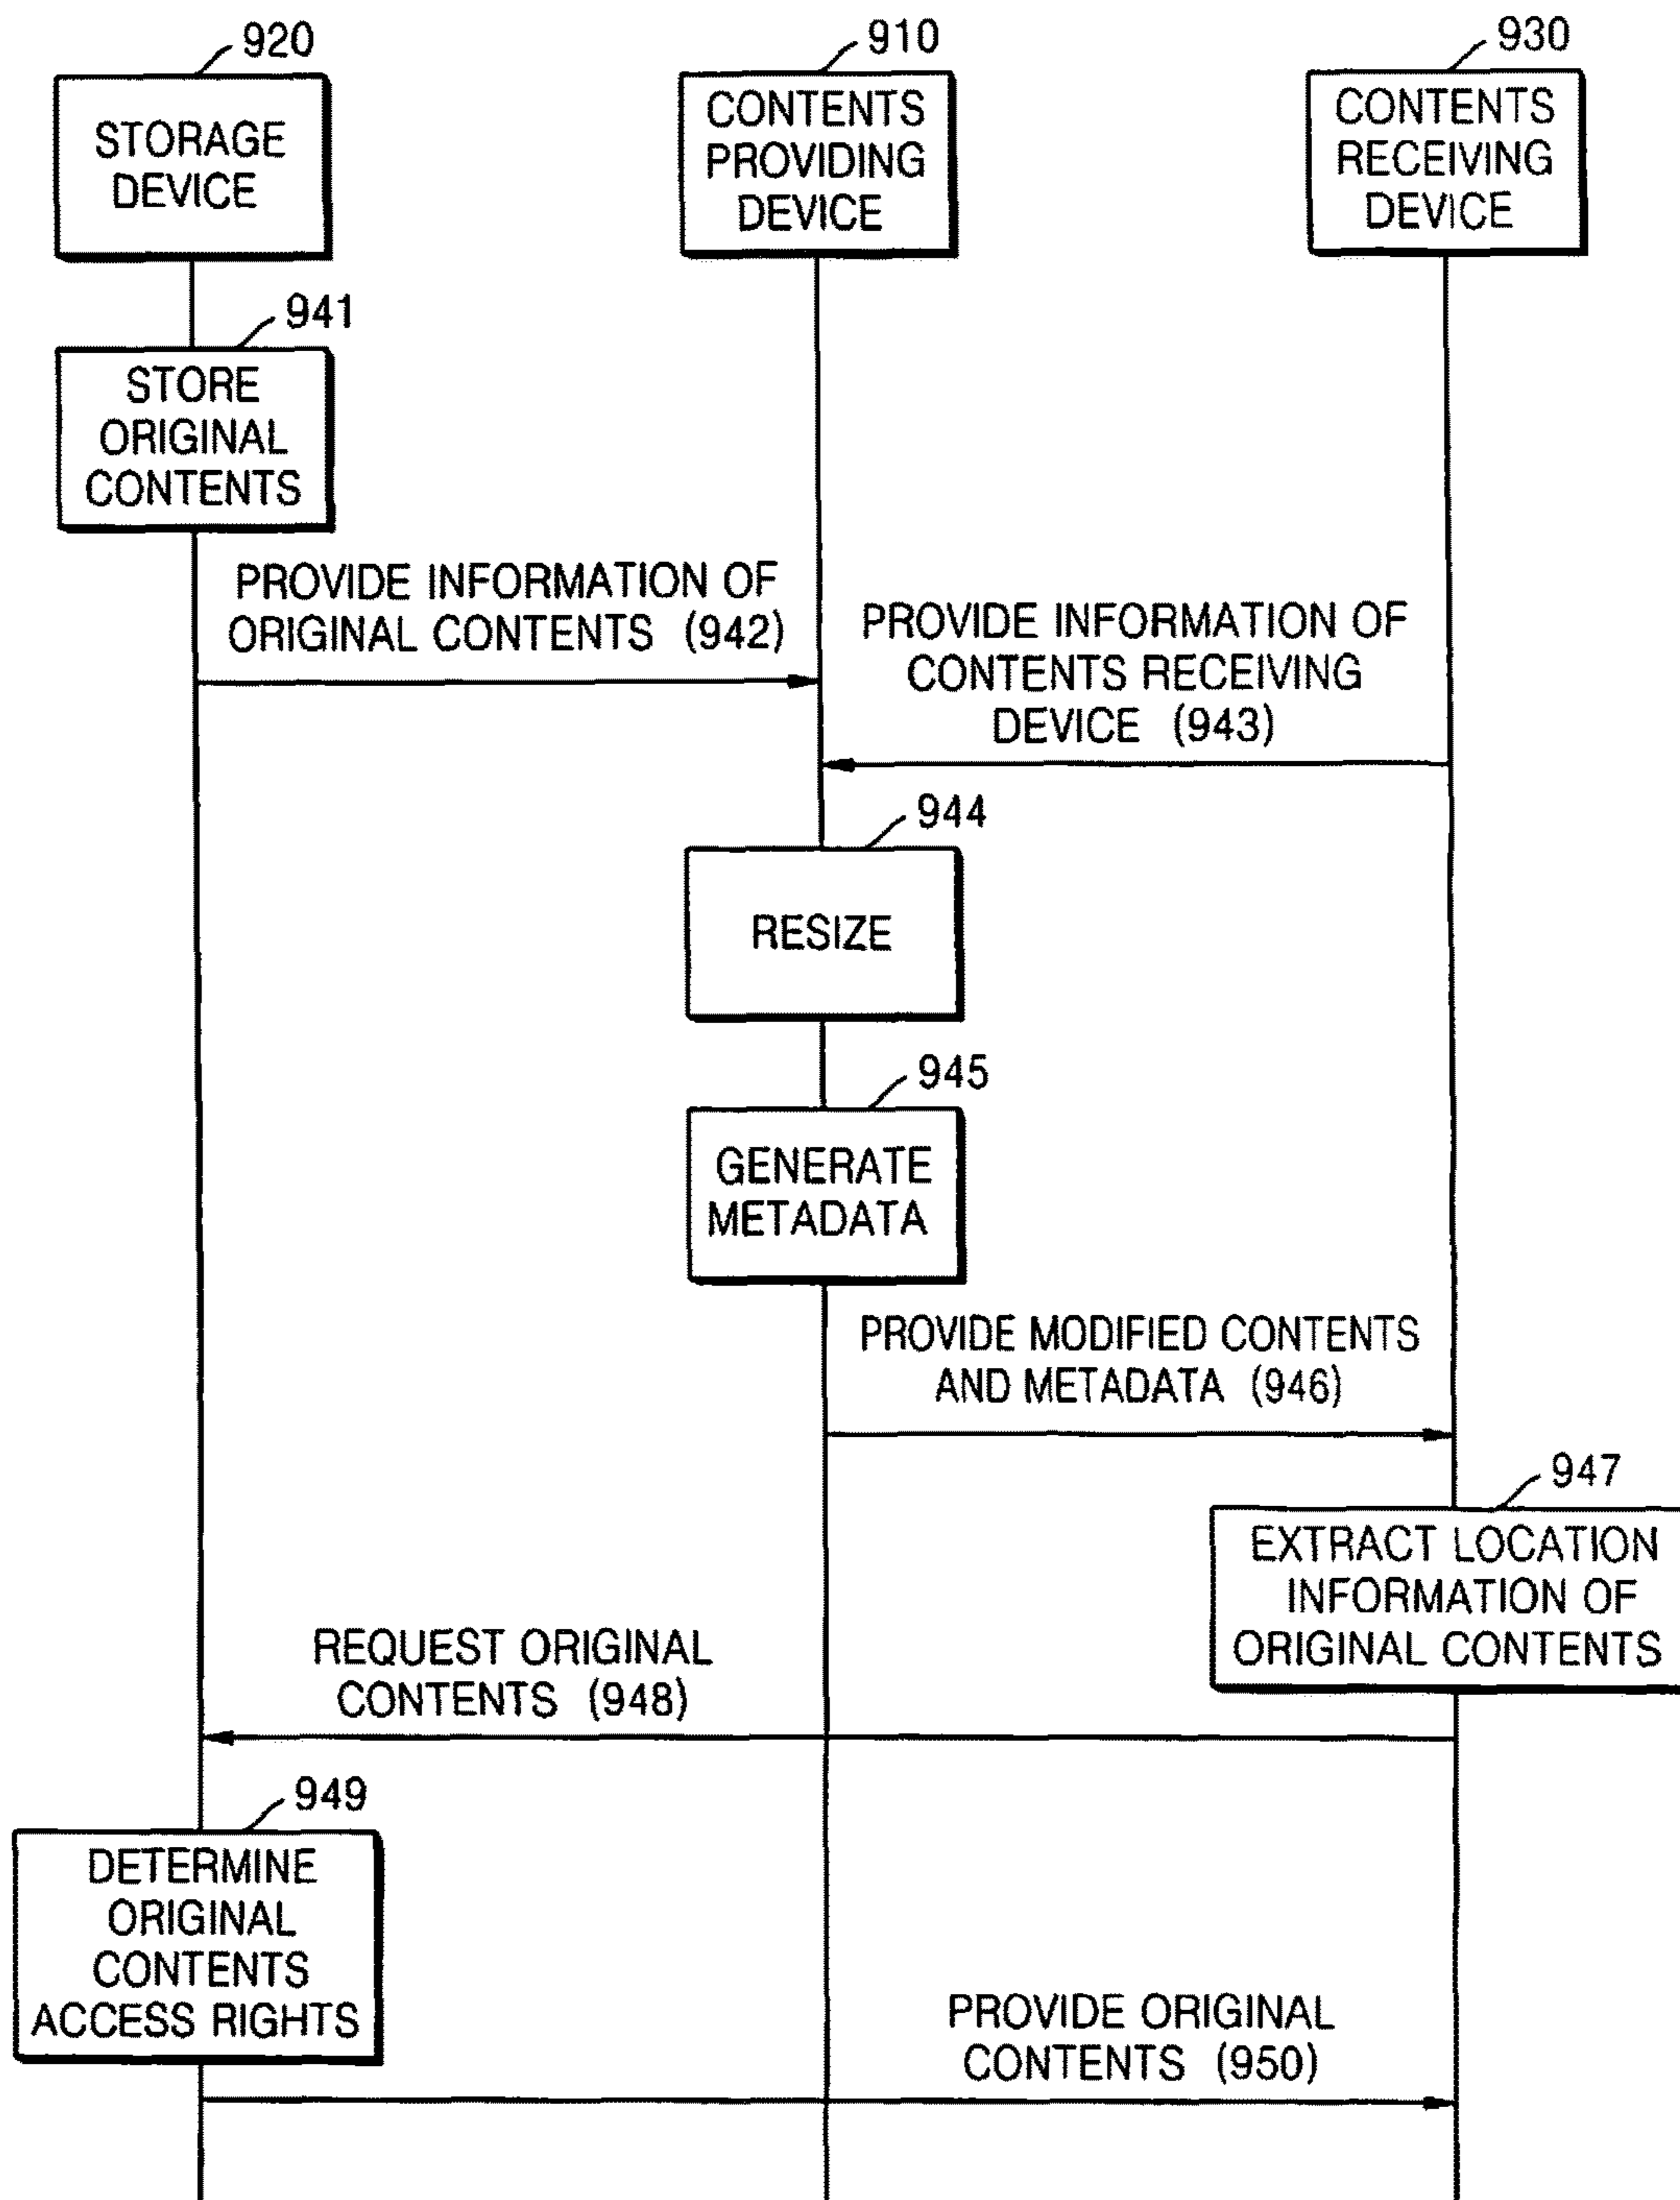 920
STORAGE
DEVICE
910
CONTENTS
PROVIDING
DEVICE
930
CONTENTS
RECEIVING
DEVICE
941
STORE
ORIGINAL
CONTENTS
PROVIDE INFORMATION OF
ORIGINAL CONTENTS (942)
PROVIDE INFORMATION OF
CONTENTS RECEIVING
DEVICE (943)
944
RESIZE
945
GENERATE
METADATA
PROVIDE MODIFIED CONTENTS
AND METADATA (946)
947
EXTRACT LOCATION
INFORMATION OF
ORIGINAL CONTENTS
REQUEST ORIGINAL
CONTENTS (948)
949
DETERMINE
ORIGINAL
CONTENTS
ACCESS RIGHTS
PROVIDE ORIGINAL
CONTENTS (950)